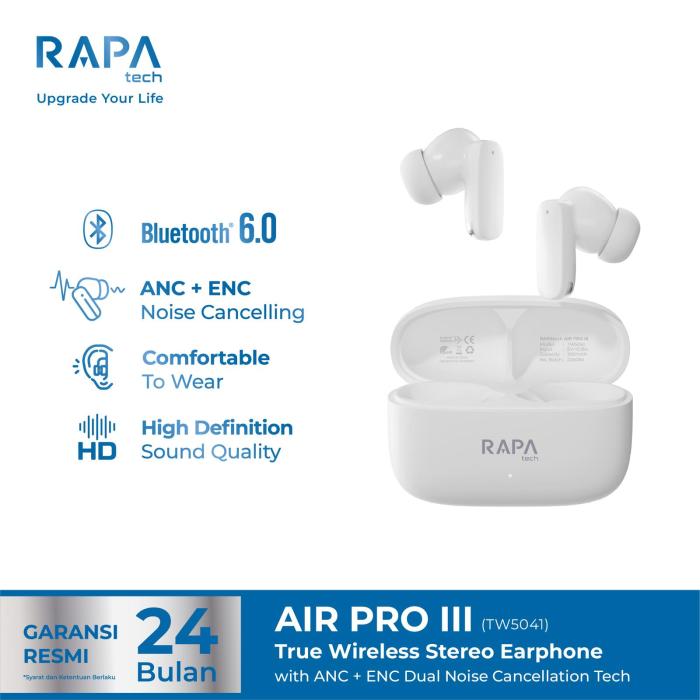 RAPA
tech
Upgrade Your Life
Bluetooth® 6.0
ANC + ENC
Noise Cancelling
Comfortable
To Wear
HD
High Definition
Sound Quality
RAPA
tech
GARANSI
RESMI
*Syarat dan Ketentuan Berlaku
24
Bulan
AIR PRO III (TW5041)
True Wireless Stereo Earphone
with ANC + ENC Dual Noise Cancellation Tech